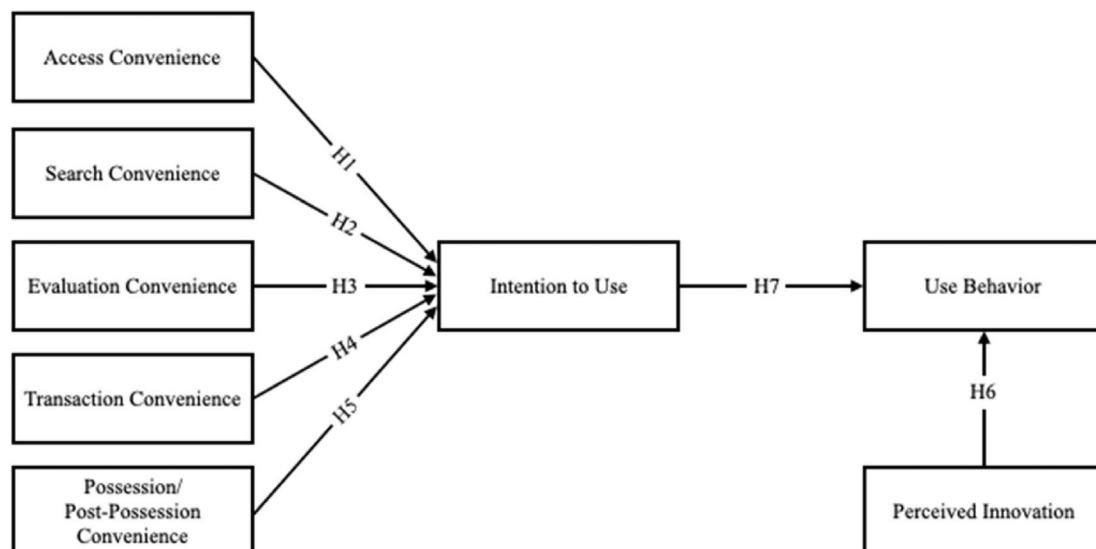 Access Convenience
H1
Search Convenience
H2
Evaluation Convenience
H3
Intention to Use
H7
Use Behavior
Transaction Convenience
H4
H5
H6
Possession/
Post-Possession
Convenience
Perceived Innovation